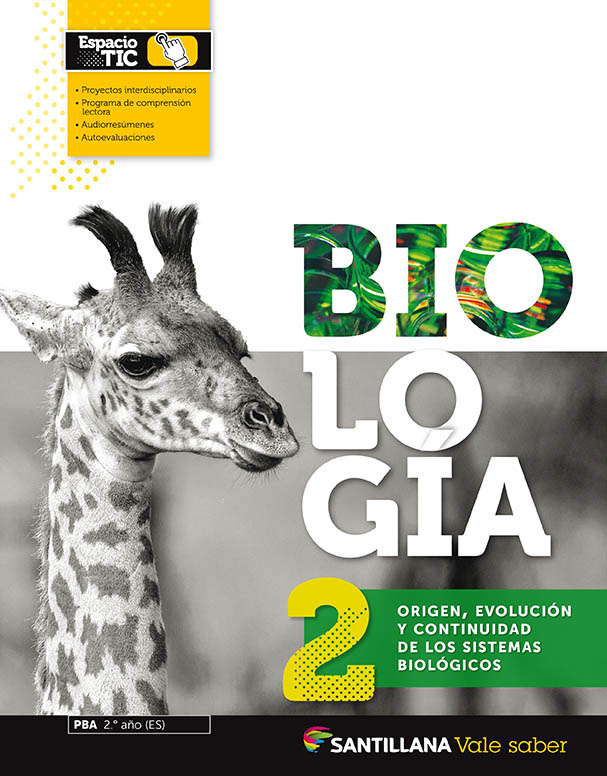 Espacio
TIC
• Proyectos interdisciplinarios
• Programa de comprensión
lectora
• Audiorresúmenes
• Autoevaluaciones
BIO
LO
GÍA
2
ORIGEN, EVOLUCIÓN
Y CONTINUIDAD
DE LOS SISTEMAS
BIOLÓGICOS
PBA 2.° año (ES)
SANTILLANA Vale saber